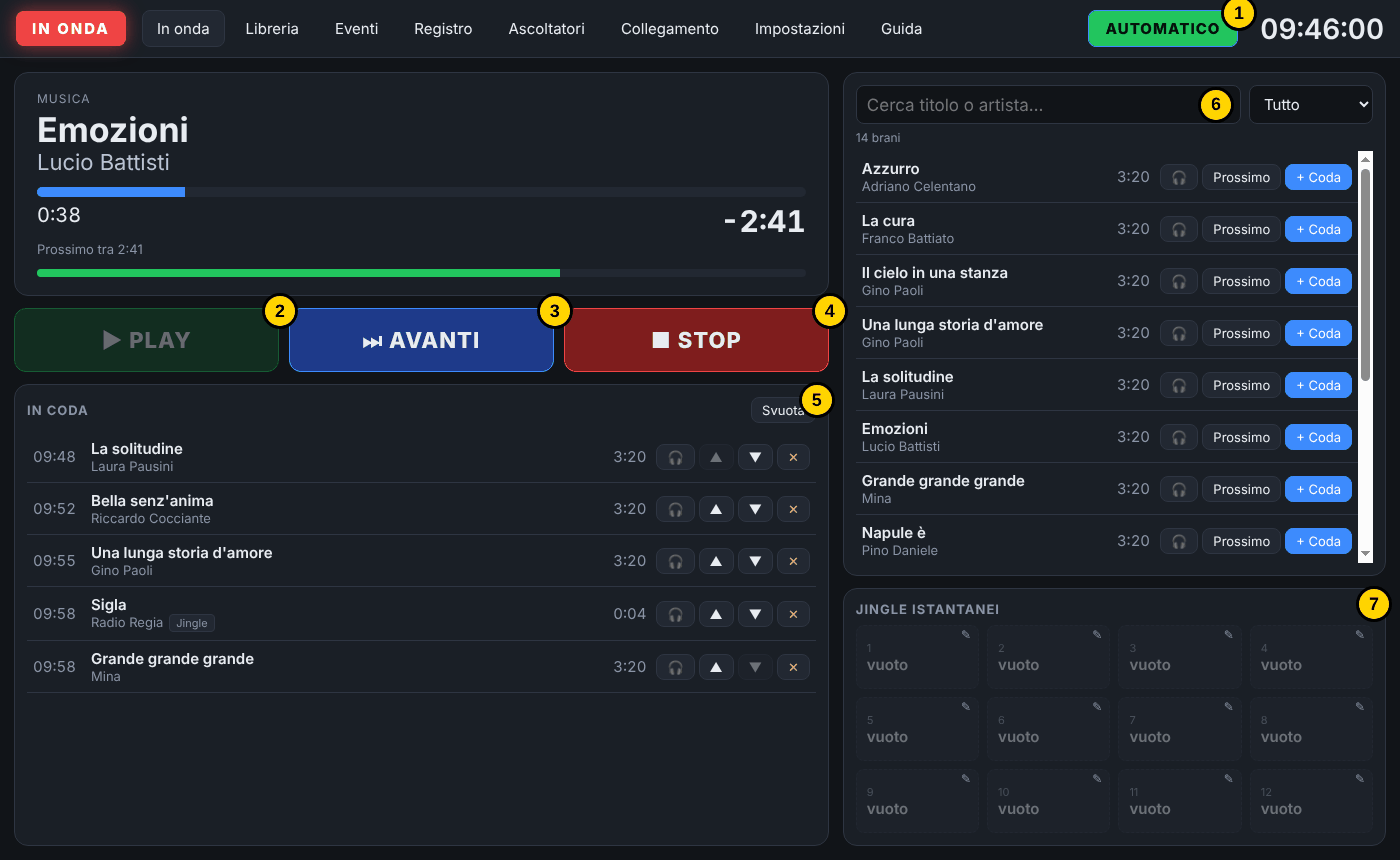 IN ONDA
In onda
Libreria
Eventi
Registro
Ascoltatori
Collegamento
Impostazioni
Guida
AUTOMATICO
1
09:46:00
MUSICA
Emozioni
Lucio Battisti
0:38
-2:41
Prossimo tra 2:41
▶ PLAY
2
⏭ AVANTI
3
■ STOP
4
IN CODA
Svuota
5
09:48
La solitudine
Laura Pausini
3:20
🎧 ▲ ▼ ✕
09:52
Bella senz'anima
Riccardo Cocciante
3:20
🎧 ▲ ▼ ✕
09:55
Una lunga storia d'amore
Gino Paoli
3:20
🎧 ▲ ▼ ✕
09:58
Sigla
Radio Regia Jingle
0:04
🎧 ▲ ▼ ✕
09:58
Grande grande grande
Mina
3:20
🎧 ▲ ▼ ✕
Cerca titolo o artista...
6
Tutto
14 brani
Azzurro
Adriano Celentano
3:20 🎧 Prossimo + Coda
La cura
Franco Battiato
3:20 🎧 Prossimo + Coda
Il cielo in una stanza
Gino Paoli
3:20 🎧 Prossimo + Coda
Una lunga storia d'amore
Gino Paoli
3:20 🎧 Prossimo + Coda
La solitudine
Laura Pausini
3:20 🎧 Prossimo + Coda
Emozioni
Lucio Battisti
3:20 🎧 Prossimo + Coda
Grande grande grande
Mina
3:20 🎧 Prossimo + Coda
Napule è
Pino Daniele
3:20 🎧 Prossimo + Coda
JINGLE ISTANTANEI
7
1
vuoto
✎
2
vuoto
✎
3
vuoto
✎
4
vuoto
✎
5
vuoto
✎
6
vuoto
✎
7
vuoto
✎
8
vuoto
✎
9
vuoto
✎
10
vuoto
✎
11
vuoto
✎
12
vuoto
✎